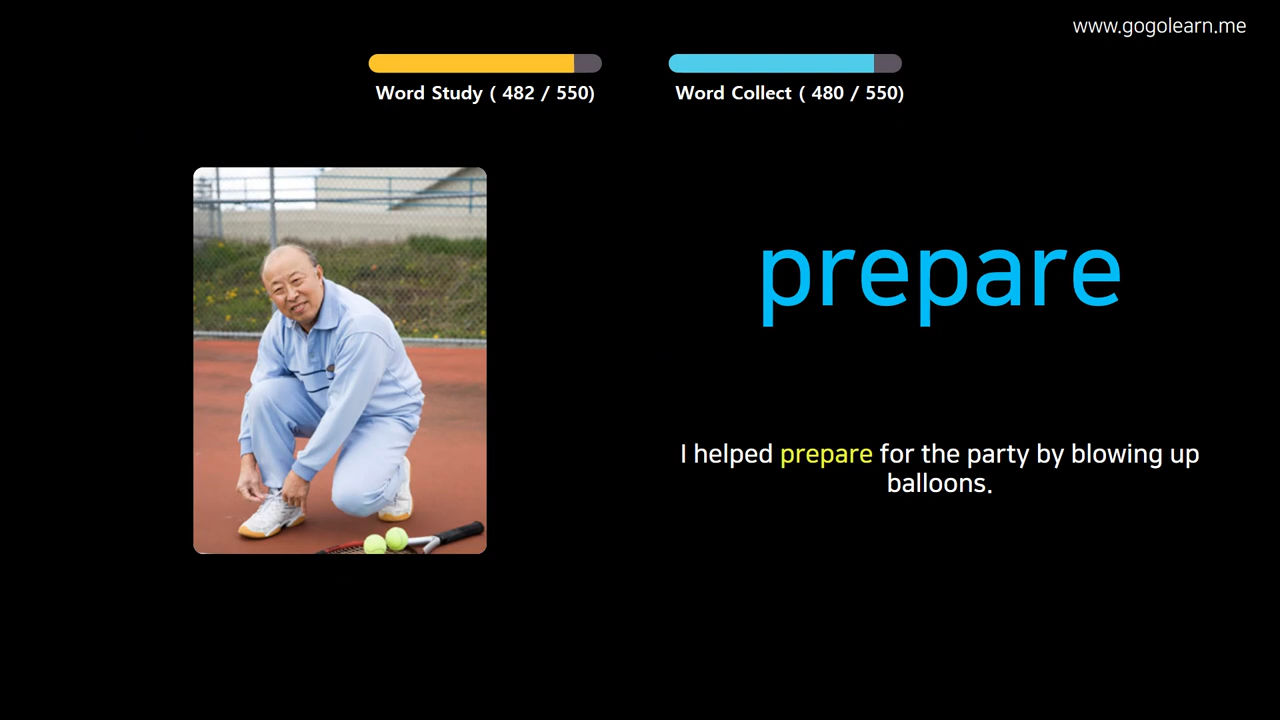 www.gogolearn.me
Word Study ( 482 / 550)
Word Collect ( 480 / 550)
prepare
I helped prepare for the party by blowing up
balloons.